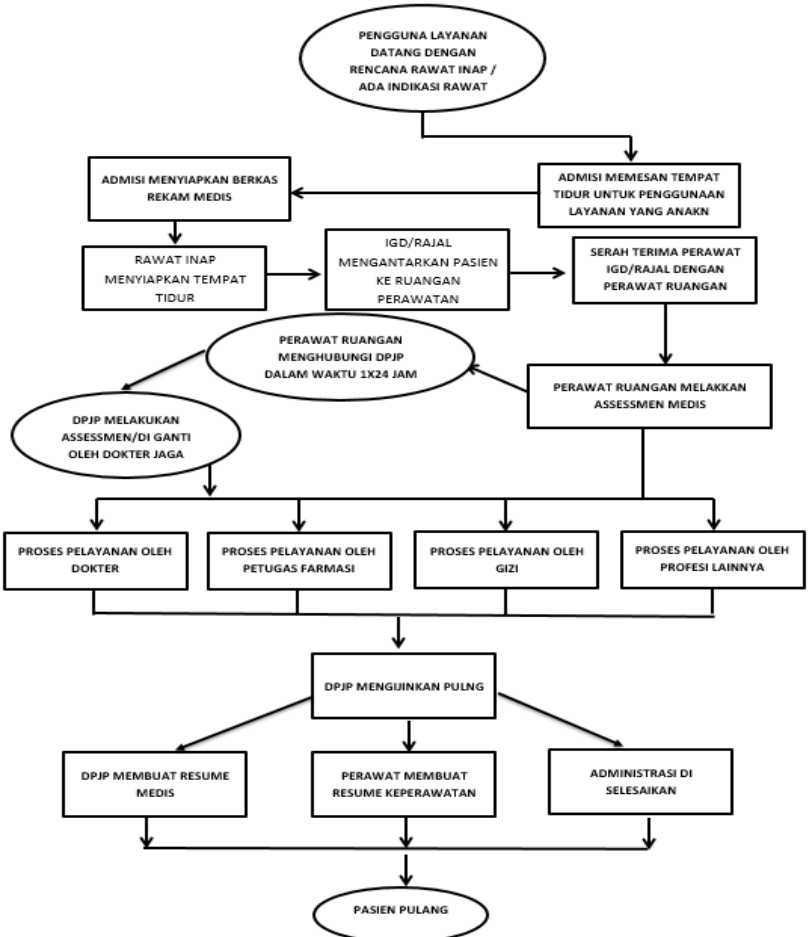 PENGGUNA LAYANAN
DATANG DENGAN
RENCANA RAWAT INAP /
ADA INDIKASI RAWAT
ADMISI MEMESAN TEMPAT
TIDUR UNTUK PENGGUNAAN
LAYANAN YANG ANAKN
ADMISI MENYIAPKAN BERKAS
REKAM MEDIS
RAWAT INAP
MENYIAPKAN TEMPAT
TIDUR
IGD/RAJAL
MENGANTARKAN PASIEN
KE RUANGAN
PERAWATAN
SERAH TERIMA PERAWAT
IGD/RAJAL DENGAN
PERAWAT RUANGAN
PERAWAT RUANGAN MELAKKAN
ASSESSMEN MEDIS
PERAWAT RUANGAN
MENGHUBUNGI DPJP
DALAM WAKTU 1X24 JAM
DPJP MELAKUKAN
ASSESSMEN/DI GANTI
OLEH DOKTER JAGA
PROSES PELAYANAN OLEH
DOKTER
PROSES PELAYANAN OLEH
PETUGAS FARMASI
PROSES PELAYANAN OLEH
GIZI
PROSES PELAYANAN OLEH
PROFESI LAINNYA
DPJP MENGIJINKAN PULNG
DPJP MEMBUAT RESUME
MEDIS
PERAWAT MEMBUAT
RESUME KEPERAWATAN
ADMINISTRASI DI
SELESAIKAN
PASIEN PULANG